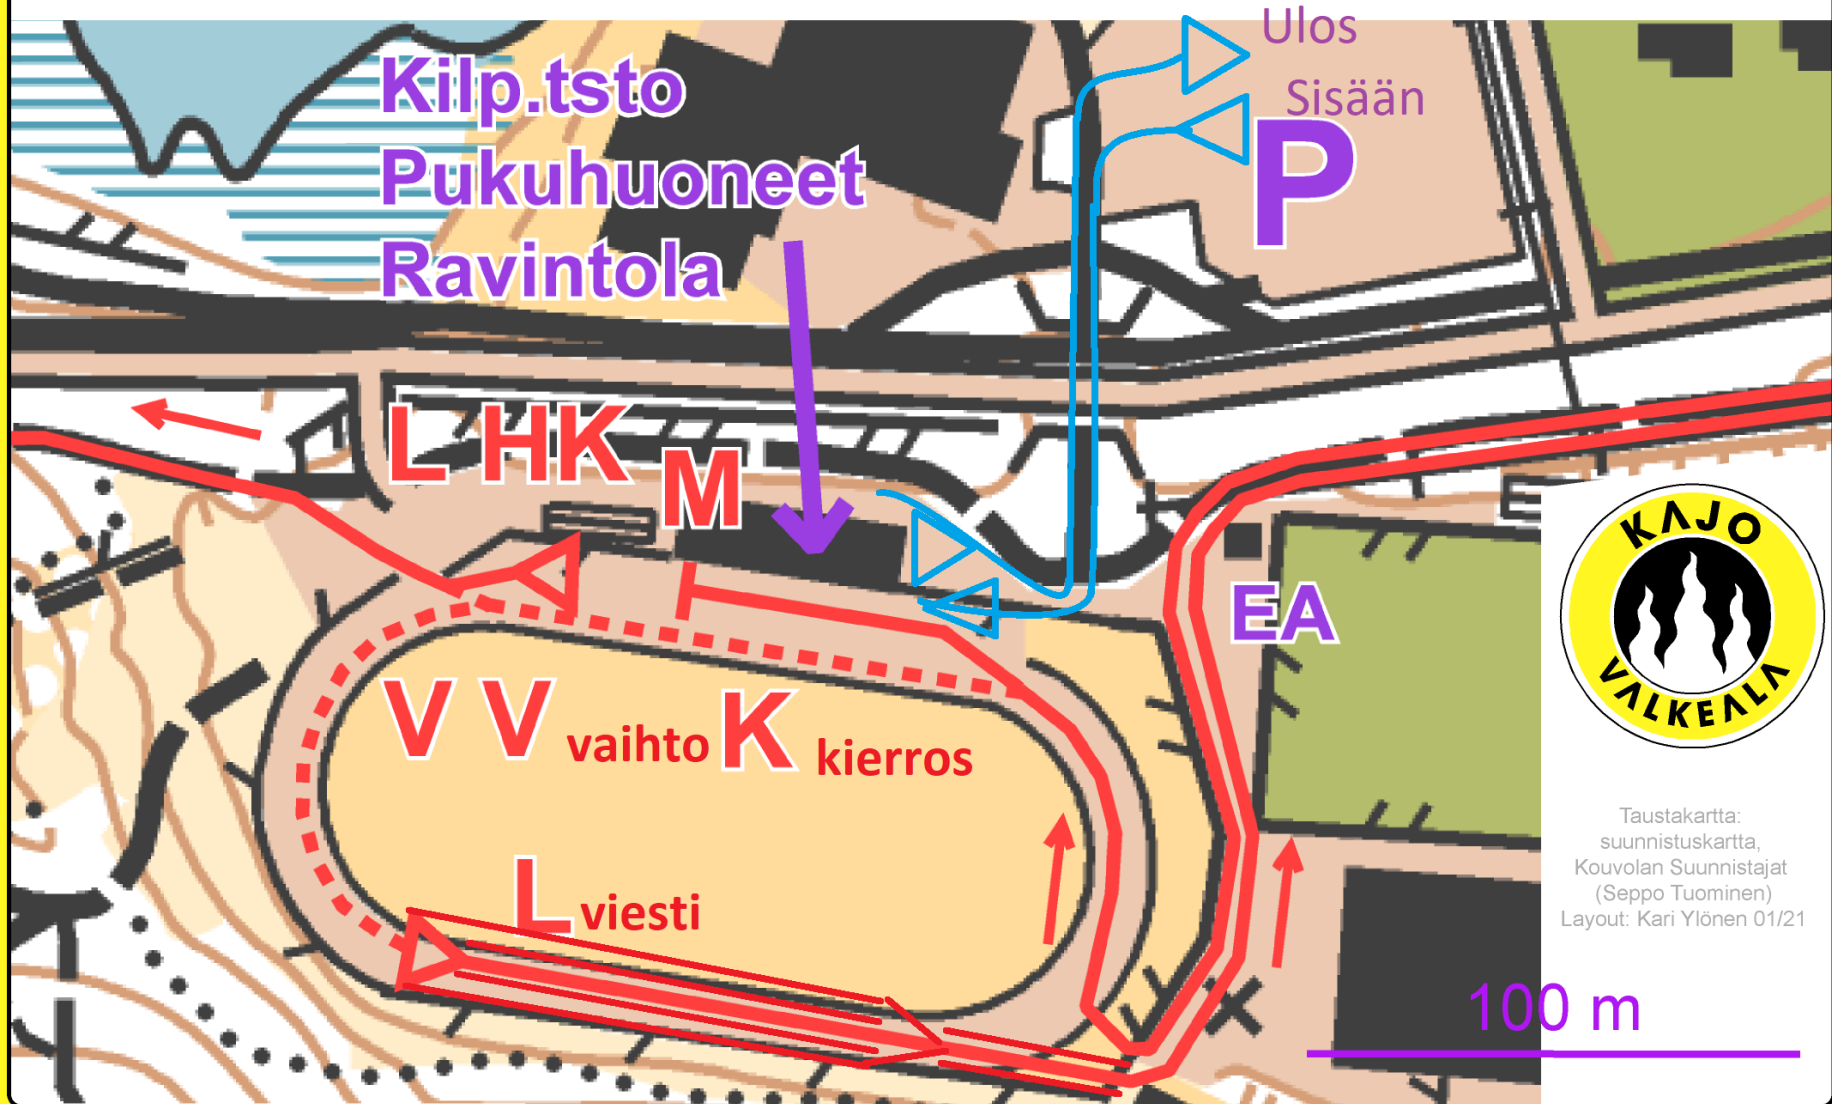 Ulos
Sisään
P
Kilp.tsto
Pukuhuoneet
Ravintola
L HK
M
EA
V V vaihto K kierros
L viesti
KAJO
VALKEALA
Taustakartta:
suunnistuskartta,
Kouvolan Suunnistajat
(Seppo Tuominen)
Layout: Kari Ylönen 01/21
100 m